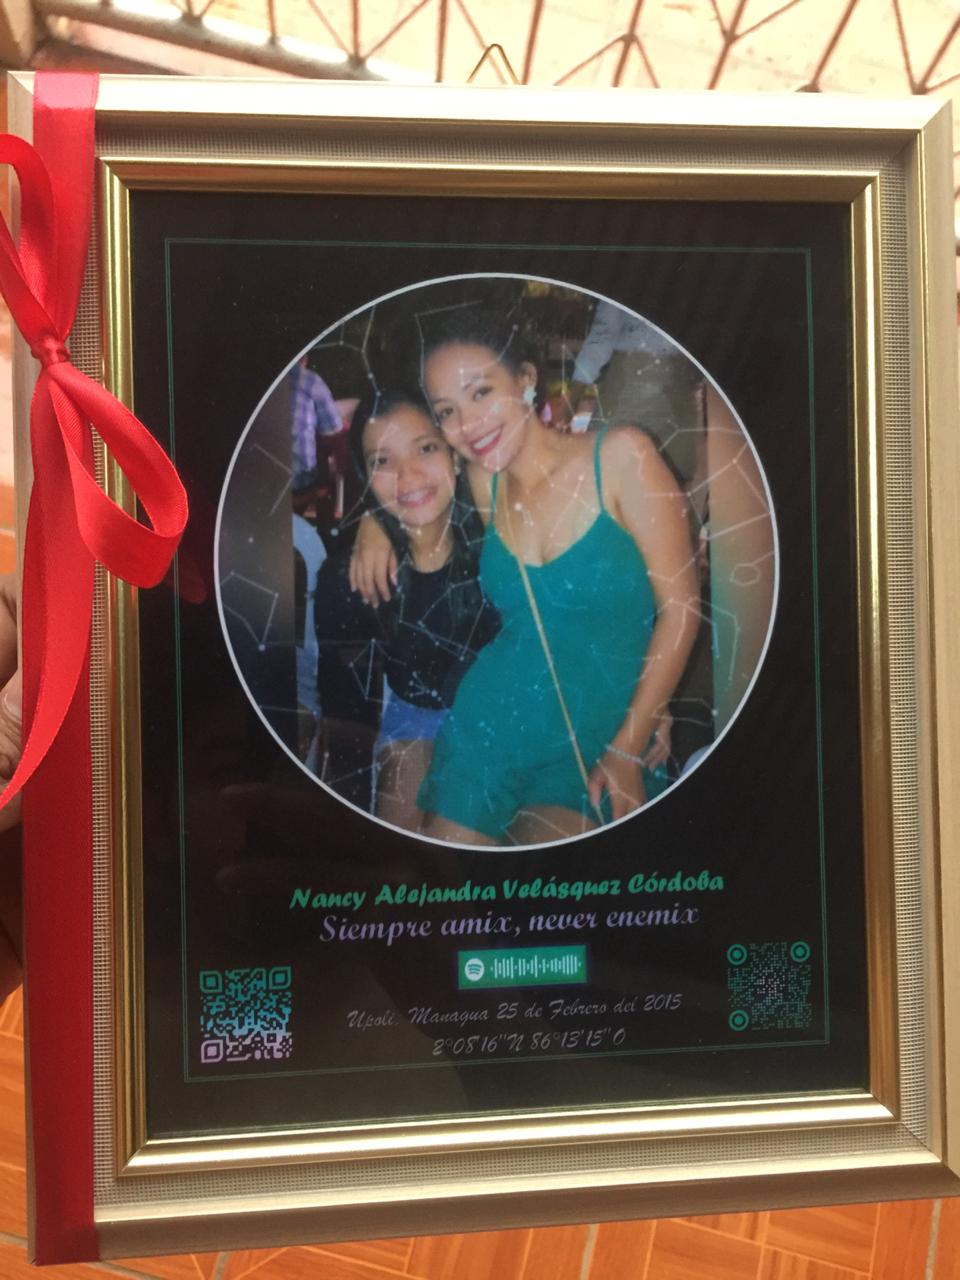 Nancy Alejandra Velásquez Córdoba
Siempre amix, never enemix
Upoli. Managua 25 de Febrero del 2015
2°08'16"N 86°13'15"O